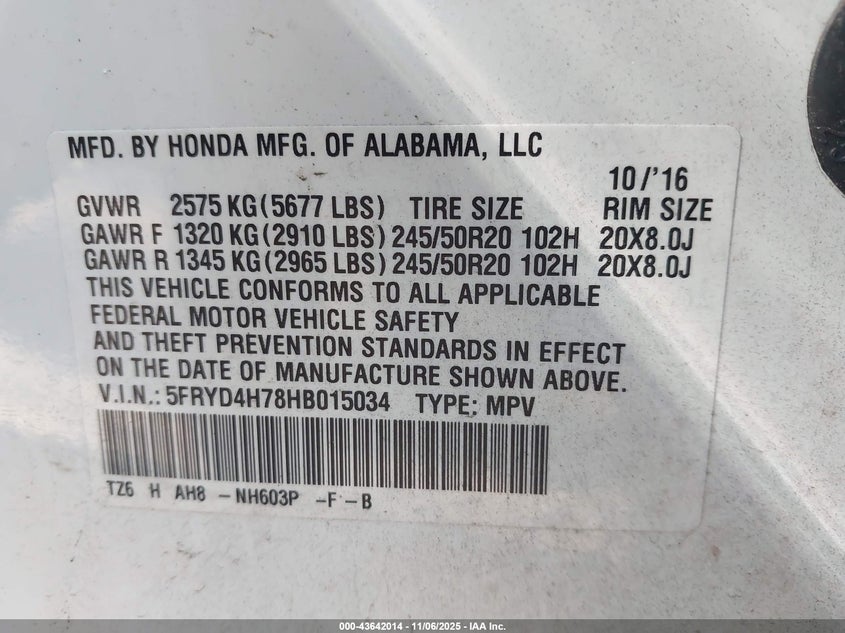 MFD. BY HONDA MFG. OF ALABAMA, LLC
10/'16
GVWR 2575 KG (5677 LBS) TIRE SIZE RIM SIZE
GAWR F 1320 KG (2910 LBS) 245/50R20 102H 20X8.0J
GAWR R 1345 KG (2965 LBS) 245/50R20 102H 20X8.0J
THIS VEHICLE CONFORMS TO ALL APPLICABLE
FEDERAL MOTOR VEHICLE SAFETY
AND THEFT PREVENTION STANDARDS IN EFFECT
ON THE DATE OF MANUFACTURE SHOWN ABOVE.
V.I.N.: 5FRYD4H78HB015034 TYPE: MPV
TZ6 H AH8 - NH603P - F - B
000-43642014 - 11/06/2025 - IAA Inc.